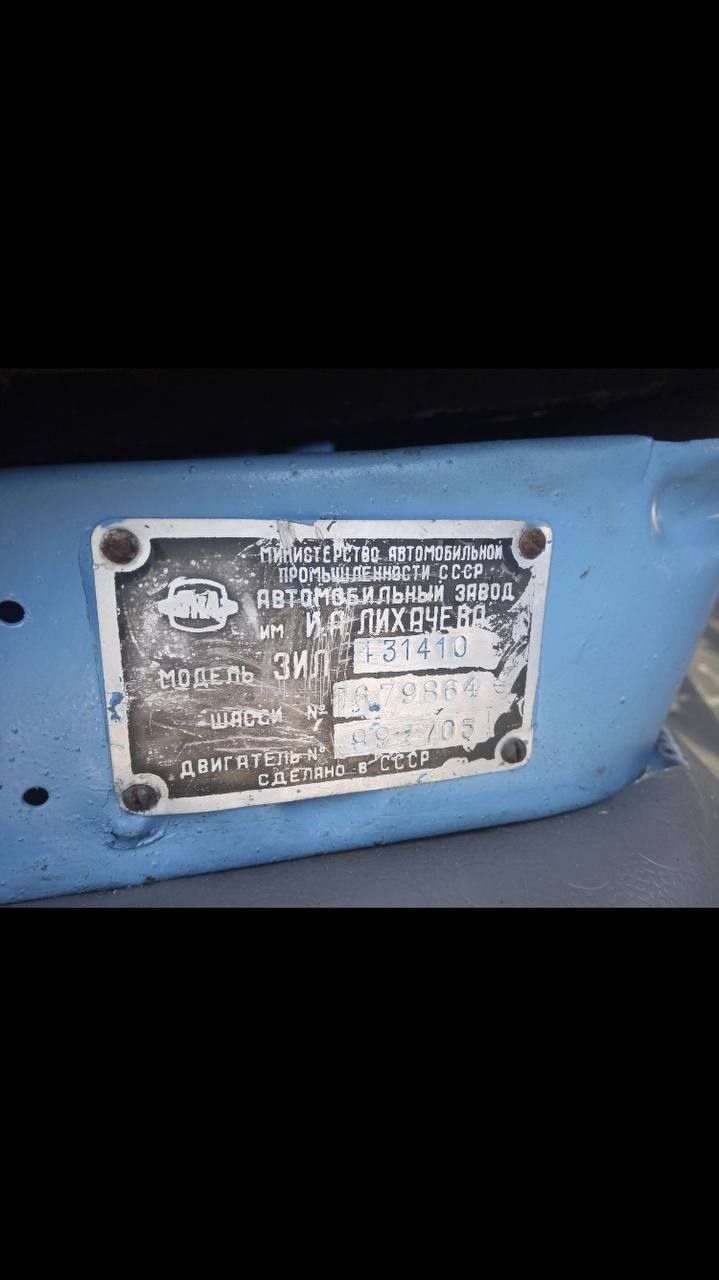 МИНИСТЕРСТВО АВТОМОБИЛЬНОЙ
ПРОМЫШЛЕННОСТИ СССР
АВТОМОБИЛЬНЫЙ ЗАВОД
ИМ И А ЛИХАЧЕВА
МОДЕЛЬ ЗИЛ 431410
ШАССИ №
ДВИГАТЕЛЬ №
СДЕЛАНО В СССР